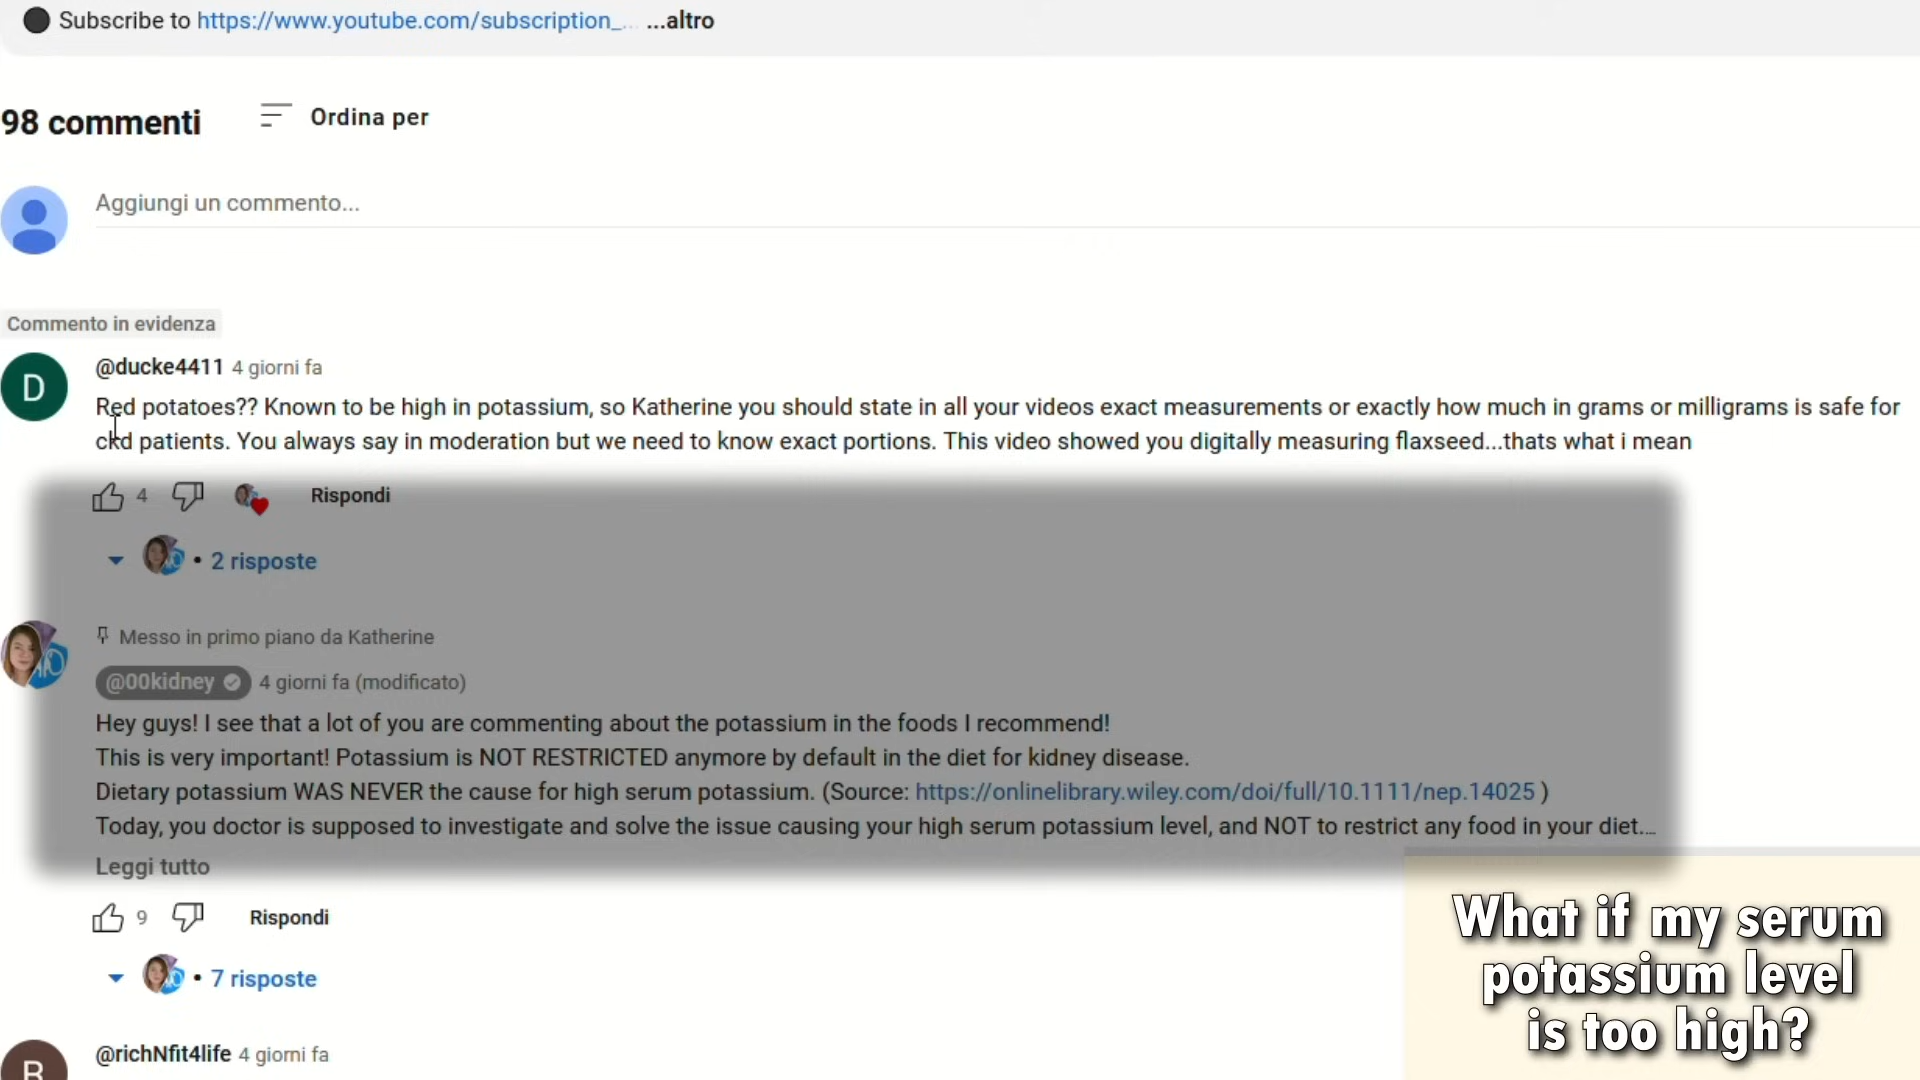 Subscribe to https://www.youtube.com/subscription_... ...altro
98 commenti
Ordina per
Aggiungi un commento...
Commento in evidenza
@ducke4411 4 giorni fa
Red potatoes?? Known to be high in potassium, so Katherine you should state in all your videos exact measurements or exactly how much in grams or milligrams is safe for
ckd patients. You always say in moderation but we need to know exact portions. This video showed you digitally measuring flaxseed...thats what i mean
4
Rispondi
2 risposte
Messo in primo piano da Katherine
@00kidney 4 giorni fa (modificato)
Hey guys! I see that a lot of you are commenting about the potassium in the foods I recommend!
This is very important! Potassium is NOT RESTRICTED anymore by default in the diet for kidney disease.
Dietary potassium WAS NEVER the cause for high serum potassium. (Source: https://onlinelibrary.wiley.com/doi/full/10.1111/nep.14025 )
Today, you doctor is supposed to investigate and solve the issue causing your high serum potassium level, and NOT to restrict any food in your diet...
Leggi tutto
9
Rispondi
7 risposte
@richNfit4life 4 giorni fa
What if my serum
potassium level
is too high?